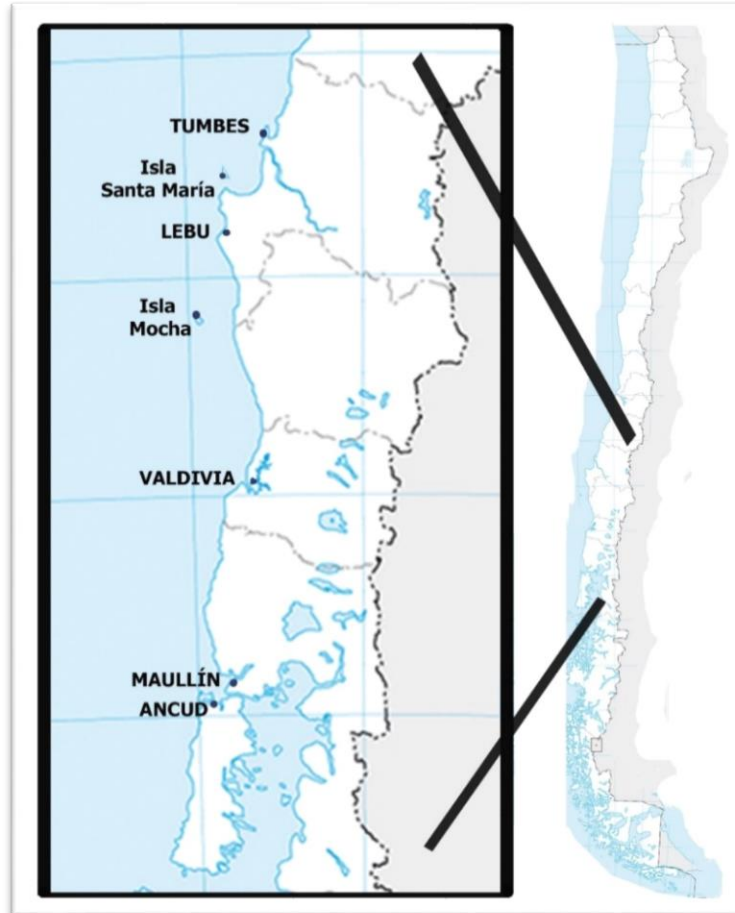 TUMBES
Isla
Santa María
LEBU
Isla
Mocha
VALDIVIA
MAULLÍN
ANCUD